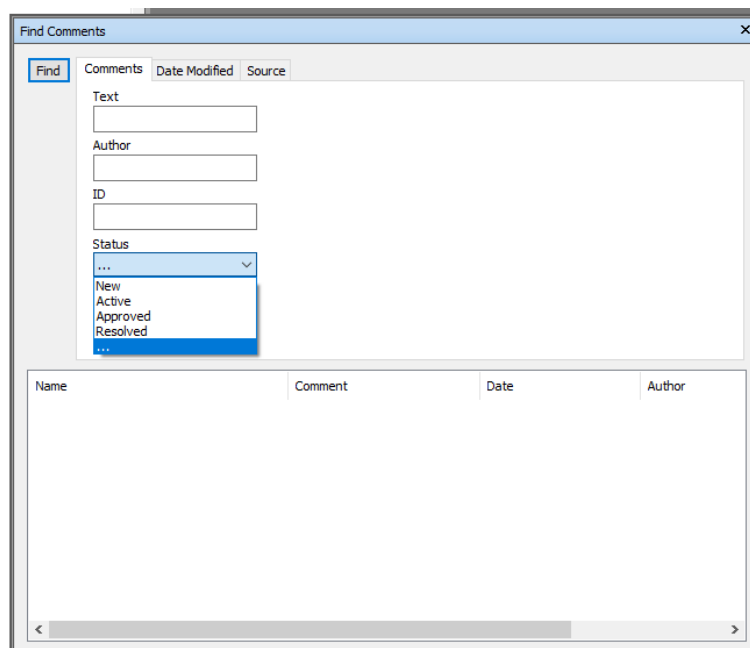 Find Comments
Find Comments Date Modified Source
Text
Author
ID
Status
...
New
Active
Approved
Resolved
...
Name Comment Date Author